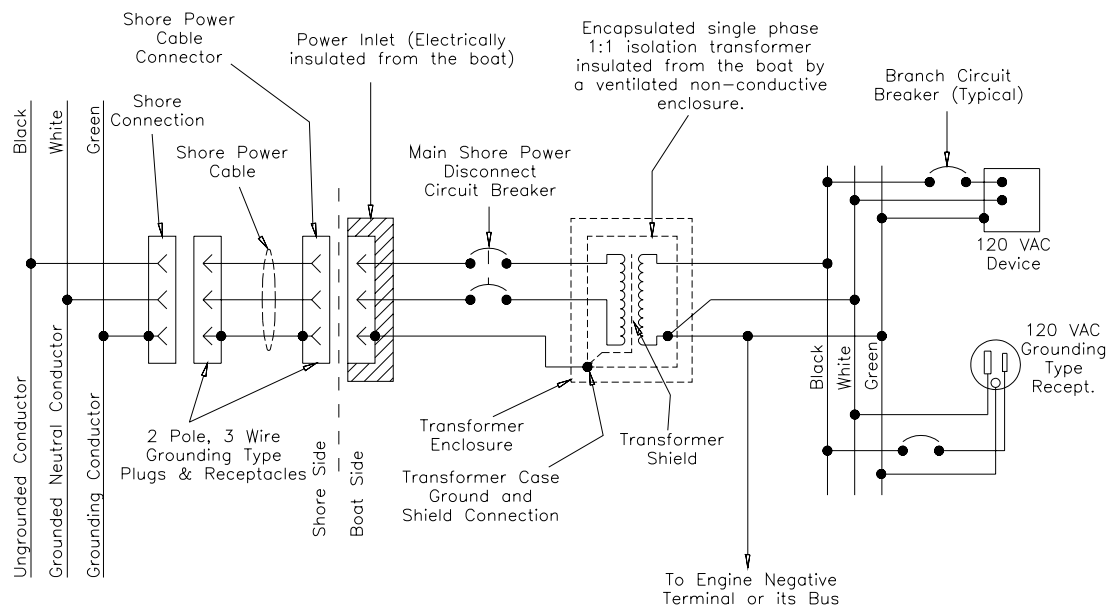 Shore Power
Cable
Connector
Power Inlet (Electrically
insulated from the boat)
Encapsulated single phase
1:1 isolation transformer
insulated from the boat by
a ventilated non-conductive
enclosure.
Branch Circuit
Breaker (Typical)
Black
White
Green
Shore
Connection
Shore Power
Cable
Main Shore Power
Disconnect
Circuit Breaker
120 VAC
Device
120 VAC
Grounding
Type
Recept.
Black
White
Green
2 Pole, 3 Wire
Grounding Type
Plugs & Receptacles
Shore Side
Boat Side
Transformer
Enclosure
Transformer
Shield
Transformer Case
Ground and
Shield Connection
Ungrounded Conductor
Grounded Neutral Conductor
Grounding Conductor
To Engine Negative
Terminal or its Bus